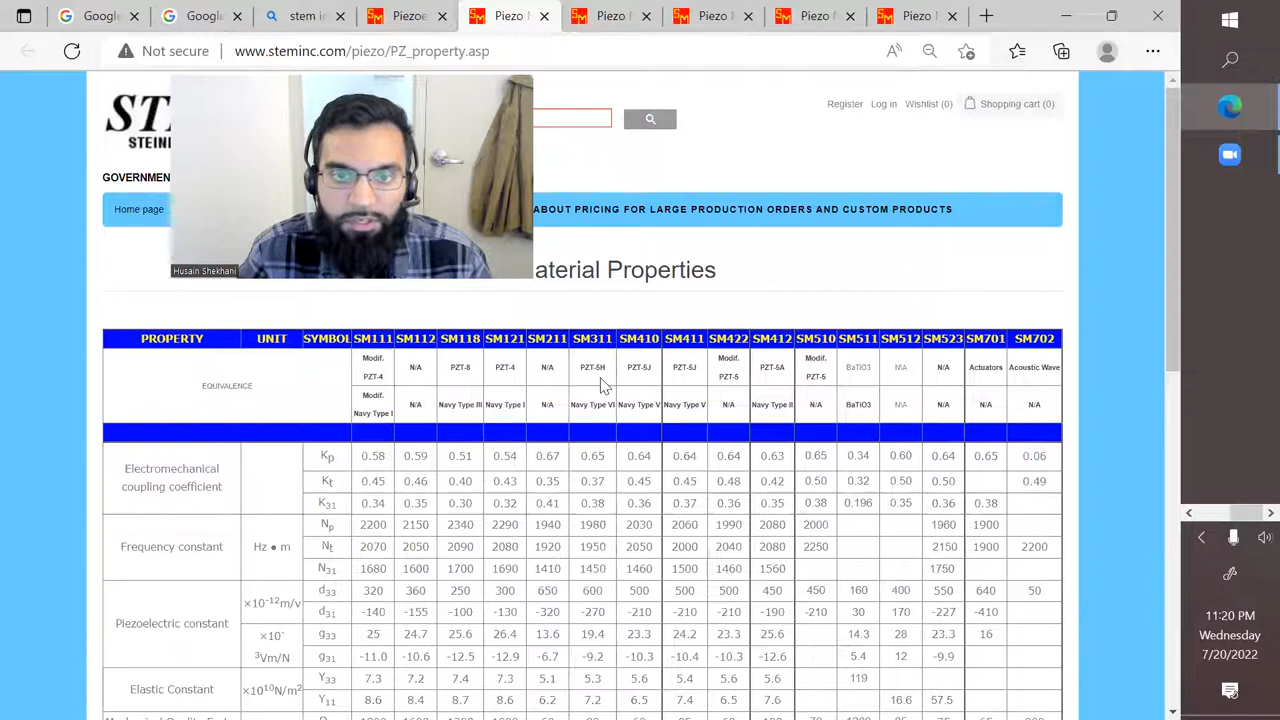 Google
Google
stem in
Piezoe
Piezo M
Piezo M
Piezo M
Piezo M
Piezo M
Not secure www.steminc.com/piezo/PZ_property.asp
Register Log in Wishlist (0) Shopping cart (0)
STEIN
GOVERNMEN
Home page ABOUT PRICING FOR LARGE PRODUCTION ORDERS AND CUSTOM PRODUCTS
Husain Shekhani
aterial Properties
PROPERTY UNIT SYMBOL SM111 SM112 SM118 SM121 SM211 SM311 SM410 SM411 SM422 SM412 SM510 SM511 SM512 SM523 SM701 SM702
EQUIVALENCE Modif. PZT-4 N/A PZT-8 PZT-4 N/A PZT-5H PZT-5J PZT-5J Modif. PZT-5 PZT-5A Modif. PZT-5 BaTiO3 N\A N/A Actuators Acoustic Wave
Modif. Navy Type I N/A Navy Type III Navy Type I N/A Navy Type VI Navy Type V Navy Type V N/A Navy Type II N/A BaTiO3 N\A N/A N/A N/A
Electromechanical coupling coefficient Kp 0.58 0.59 0.51 0.54 0.67 0.65 0.64 0.64 0.64 0.63 0.65 0.34 0.60 0.64 0.65 0.06
Kt 0.45 0.46 0.40 0.43 0.35 0.37 0.45 0.45 0.48 0.42 0.50 0.32 0.50 0.50 0.49
K31 0.34 0.35 0.30 0.32 0.41 0.38 0.36 0.37 0.36 0.35 0.38 0.196 0.35 0.36 0.38
Frequency constant Hz • m Np 2200 2150 2340 2290 1940 1980 2030 2060 1990 2080 2000 1960 1900
Nt 2070 2050 2090 2080 1920 1950 2050 2000 2040 2080 2250 2150 1900 2200
N31 1680 1600 1700 1690 1410 1450 1460 1500 1460 1560 1750
Piezoelectric constant ×10-12m/v d33 320 360 250 300 650 600 500 500 500 450 450 160 400 550 640 50
d31 -140 -155 -100 -130 -320 -270 -210 -210 -210 -190 -210 30 170 -227 -410
×10-3Vm/N g33 25 24.7 25.6 26.4 13.6 19.4 23.3 24.2 23.3 25.6 14.3 28 23.3 16
g31 -11.0 -10.6 -12.5 -12.9 -6.7 -9.2 -10.3 -10.4 -10.3 -12.6 5.4 12 -9.9
Elastic Constant ×1010N/m2 Y33 7.3 7.2 7.4 7.3 5.1 5.3 5.6 5.4 5.6 5.6 119
Y11 8.6 8.4 8.7 8.6 6.2 7.2 6.5 7.4 6.5 7.6 16.6 57.5
11:20 PM
Wednesday
7/20/2022